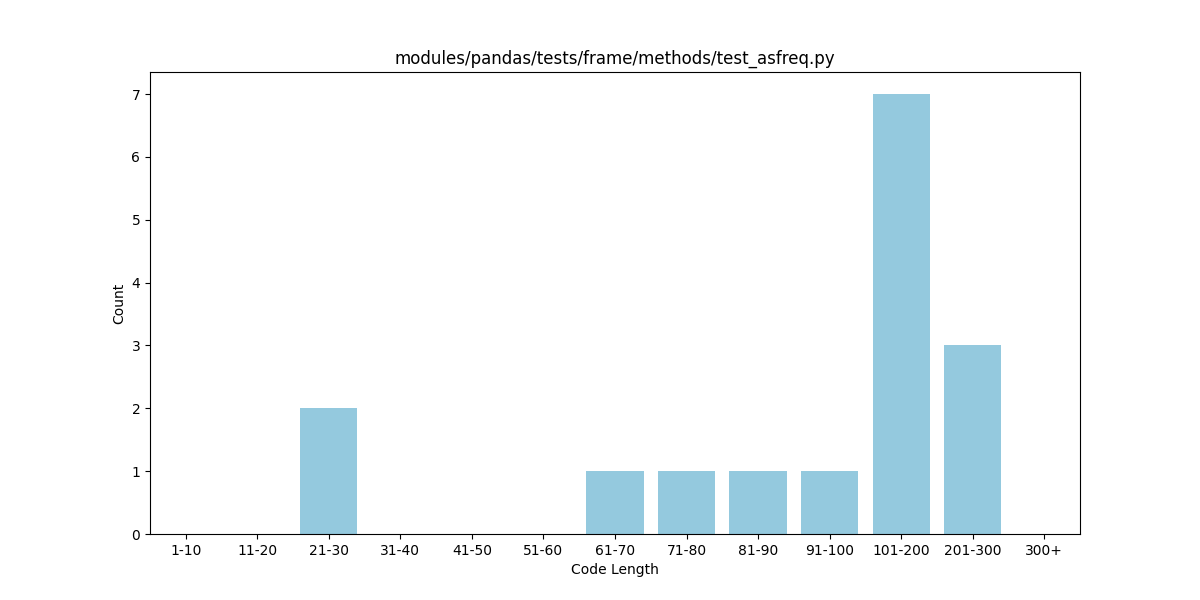 modules/pandas/tests/frame/methods/test_asfreq.py
7
6
5
4
3
2
1
0
Count
1-10 11-20 21-30 31-40 41-50 51-60 61-70 71-80 81-90 91-100 101-200 201-300 300+
Code Length